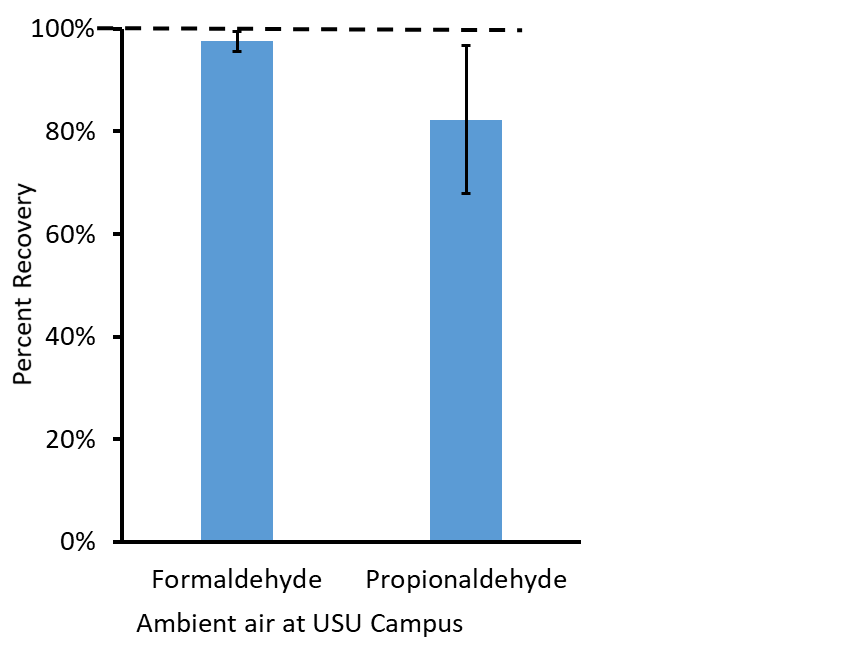 100%
80%
60%
40%
20%
0%
Percent Recovery
Formaldehyde
Propionaldehyde
Ambient air at USU Campus